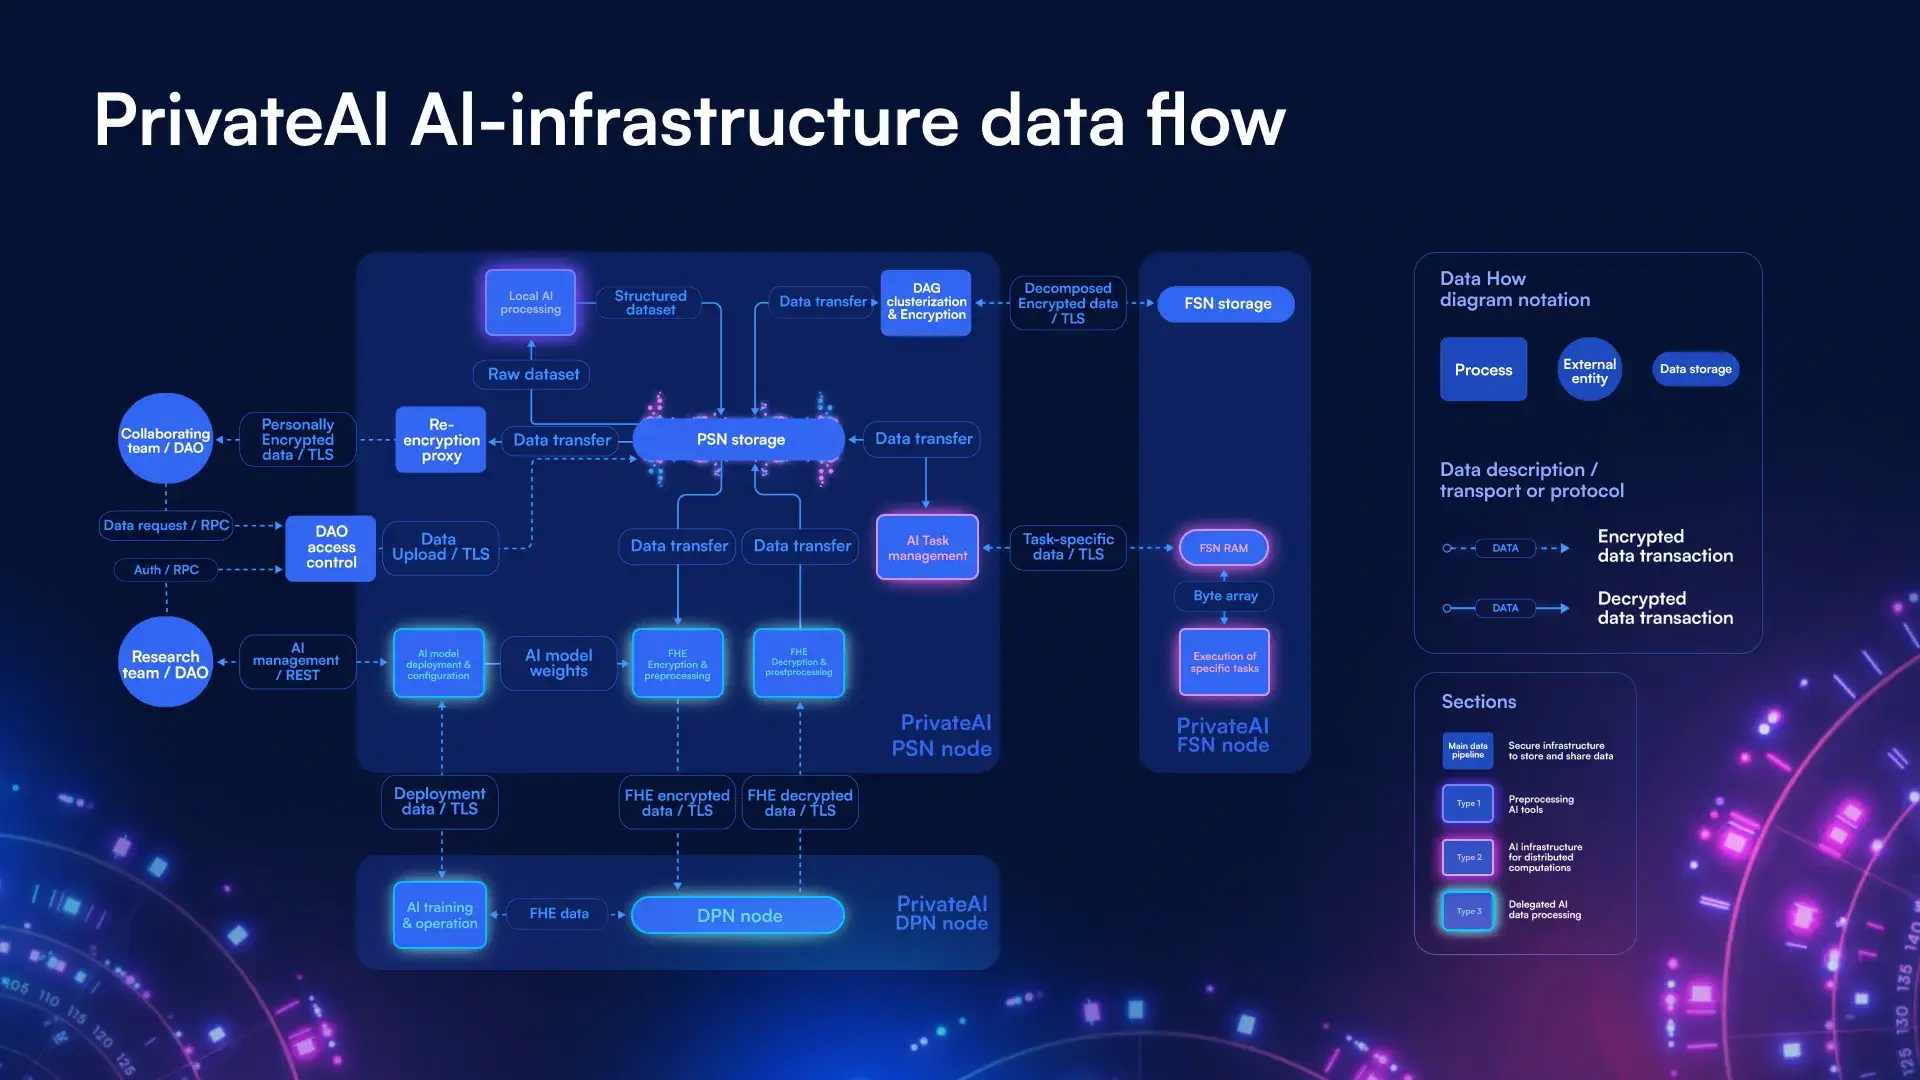 PrivateAI AI-infrastructure data flow
Local AI
processing
Structured
dataset
Data transfer
DAG
clusterization
& Encryption
Decomposed
Encrypted data
/ TLS
FSN storage
Raw dataset
Collaborating
team / DAO
Personally
Encrypted
data / TLS
Re-
encryption
proxy
Data transfer
PSN storage
Data transfer
Data request / RPC
Auth / RPC
DAO
access
control
Data
Upload / TLS
Data transfer
Data transfer
AI Task
management
Task-specific
data / TLS
FSN RAM
Byte array
Execution of
specific tasks
Research
team / DAO
AI
management
/ REST
AI model
deployment &
configuration
AI model
weights
FHE
Encryption &
preprocessing
FHE
Decryption &
prostprocessing
PrivateAI
PSN node
PrivateAI
FSN node
Deployment
data / TLS
FHE encrypted
data / TLS
FHE decrypted
data / TLS
AI training
& operation
FHE data
DPN node
PrivateAI
DPN node
Data How
diagram notation
Process
External
entity
Data storage
Data description /
transport or protocol
DATA
Encrypted
data transaction
DATA
Decrypted
data transaction
Sections
Main data
pipeline
Secure infrastructure
to store and share data
Type 1
Preprocessing
AI tools
Type 2
AI infrastructure
for distributed
computations
Type 3
Delegated AI
data processing
105
110
115
120
125
140
135
130
125